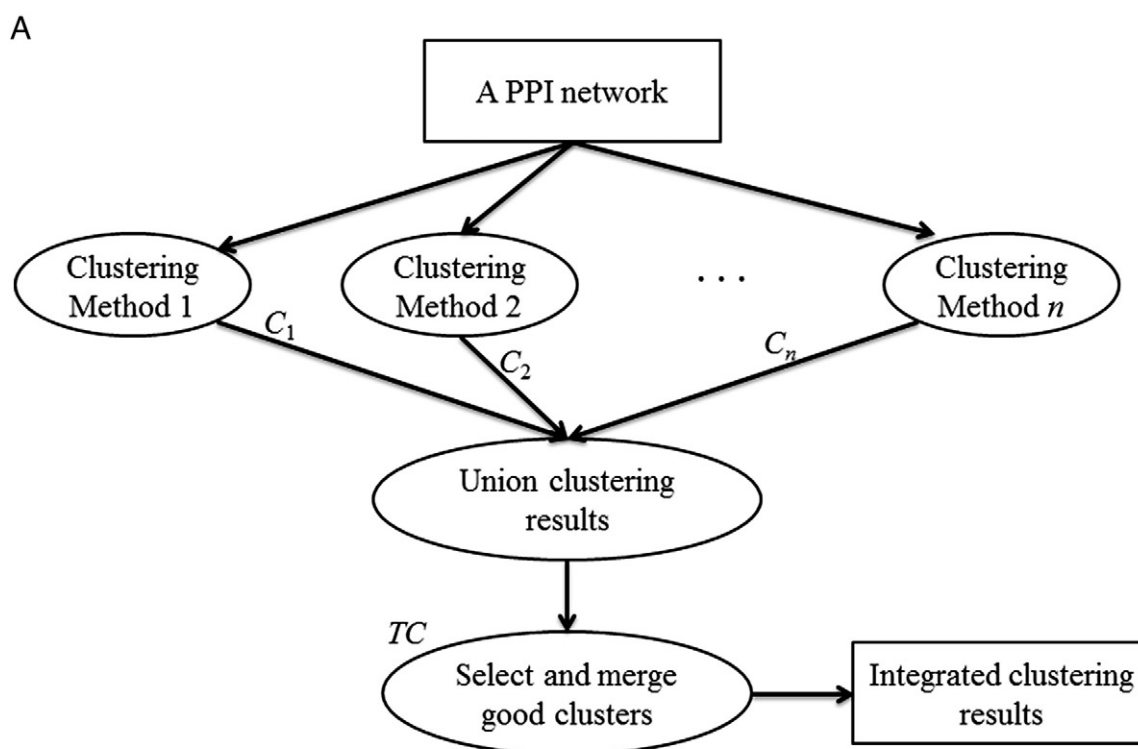 A
A PPI network
Clustering
Method 1
Clustering
Method 2
. . .
Clustering
Method n
C1
C2
Cn
Union clustering
results
TC
Select and merge
good clusters
Integrated clustering
results